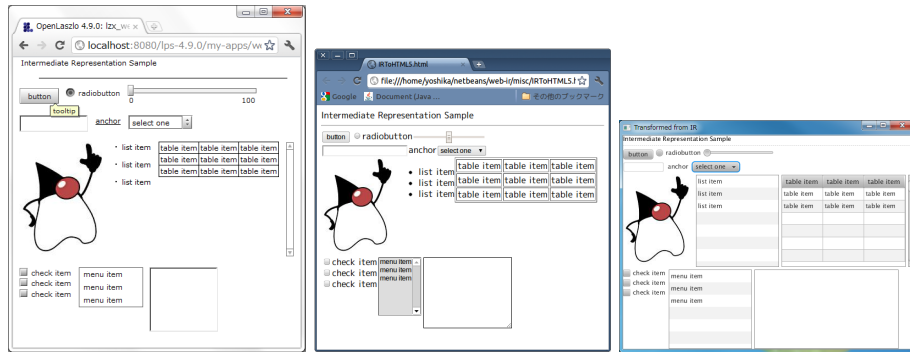 OpenLaszlo 4.9.0: lzx_w
localhost:8080/lps-4.9.0/my-apps/w
Intermediate Representation Sample
button radiobutton 0 100
tooltip
anchor select one
list item table item table item table item
list item table item table item table item
table item table item table item
list item
check item menu item
check item menu item
check item menu item
IRToHTML5.html
file:///home/yoshika/netbeans/web-ir/misc/IRToHTML5.h
Google Document (Java ... その他のブックマーク
Intermediate Representation Sample
button radiobutton
anchor select one
list item table item table item table item
list item table item table item table item
list item table item table item table item
check item menu item
check item menu item
check item menu item
Transformed from IR
Intermediate Representation Sample
button radiobutton
anchor select one
list item table item table item table item
list item table item table item table item
list item table item table item table item
check item menu item
check item menu item
check item menu item